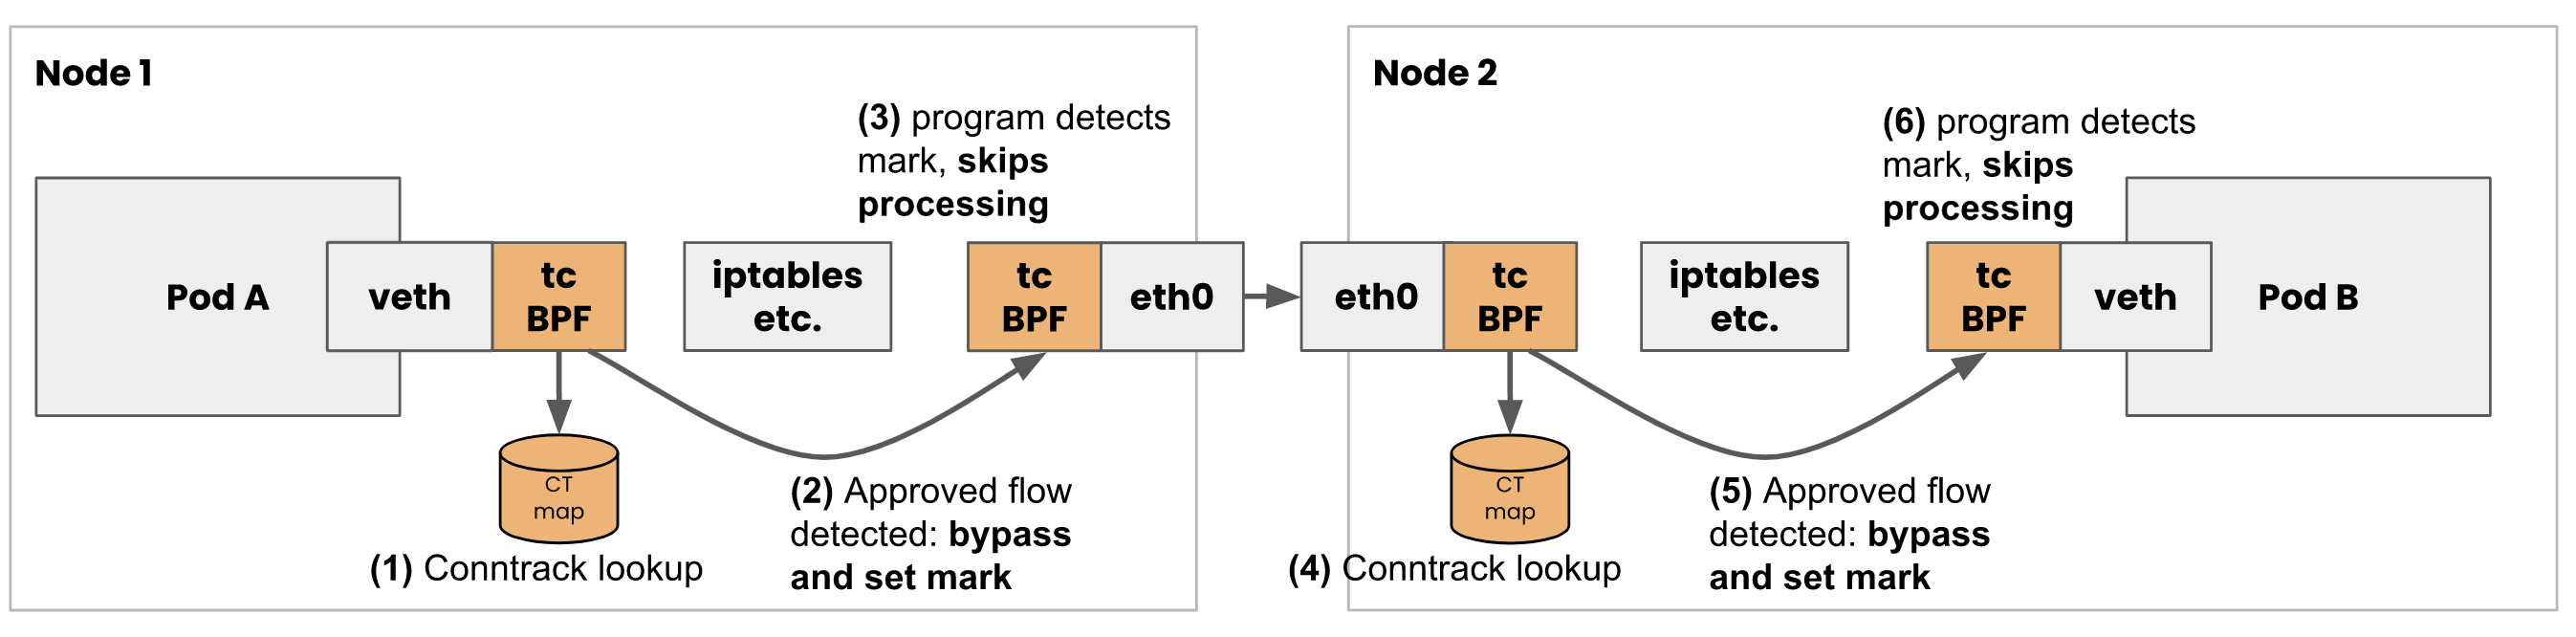 Node 1
(3) program detects
mark, skips
processing
Pod A
veth
tc
BPF
iptables
etc.
tc
BPF
eth0
CT
map
(1) Conntrack lookup
(2) Approved flow
detected: bypass
and set mark
Node 2
(6) program detects
mark, skips
processing
eth0
tc
BPF
iptables
etc.
tc
BPF
veth
Pod B
CT
map
(4) Conntrack lookup
(5) Approved flow
detected: bypass
and set mark